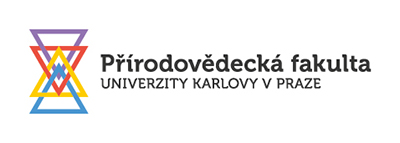 Přírodovědecká fakulta
UNIVERZITY KARLOVY V PRAZE